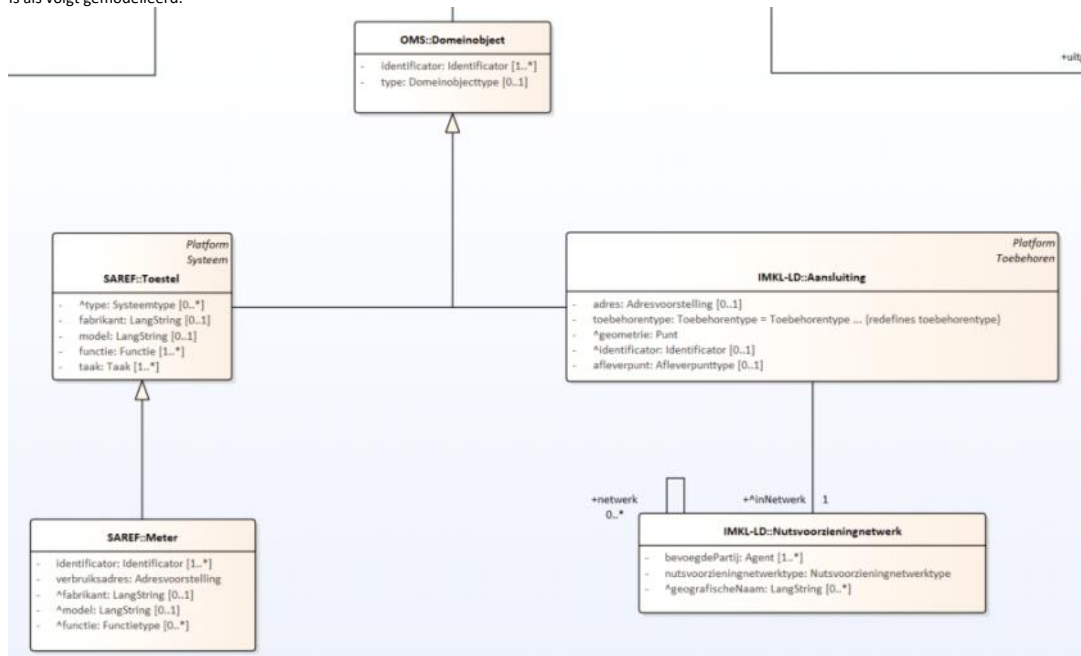 is als volgt gemodelleerd:
OMS::Domeinobject
- identificator: Identificator [1..*]
- type: Domeinobjecttype [0..1]
Platform
Systeem
SAREF::Toestel
- ^type: Systeemtype [0..*]
- fabrikant: LangString [0..1]
- model: LangString [0..1]
- functie: Functie [1..*]
- taak: Taak [1..*]
Platform
Toebehoren
IMKL-LD::Aansluiting
- adres: Adresvoorstelling [0..1]
- toebehorentype: Toebehorentype = Toebehorentype ... {redefines toebehorentype}
- ^geometrie: Punt
- ^identificator: Identificator [0..1]
- afleverpunt: Afleverpunttype [0..1]
+netwerk
0..*
+^inNetwerk 1
SAREF::Meter
- identificator: Identificator [1..*]
- verbruiksadres: Adresvoorstelling
- ^fabrikant: LangString [0..1]
- ^model: LangString [0..1]
- ^functie: Functietype [0..*]
IMKL-LD::Nutsvoorzieningnetwerk
- bevoegdePartij: Agent [1..*]
- nutsvoorzieningnetwerktype: Nutsvoorzieningnetwerktype
- ^geografischeNaam: LangString [0..*]